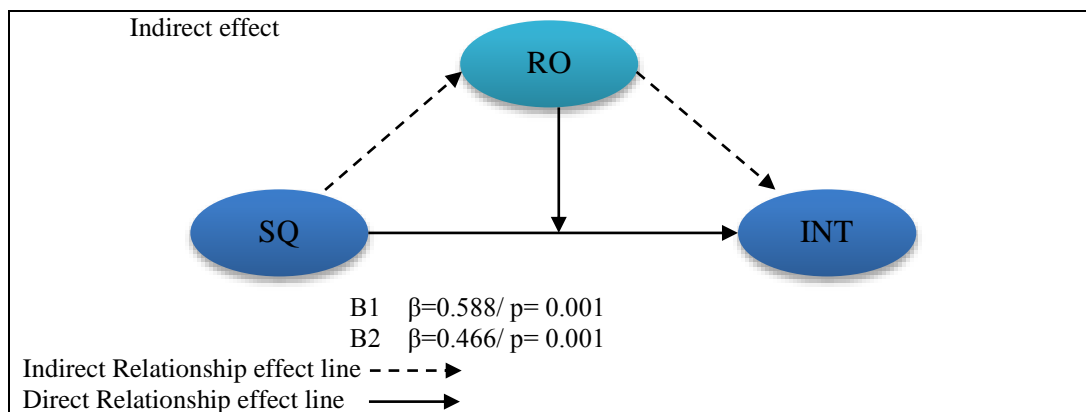 Indirect effect
RO
SQ
INT
B1 β=0.588/ p= 0.001
B2 β=0.466/ p= 0.001
Indirect Relationship effect line
Direct Relationship effect line